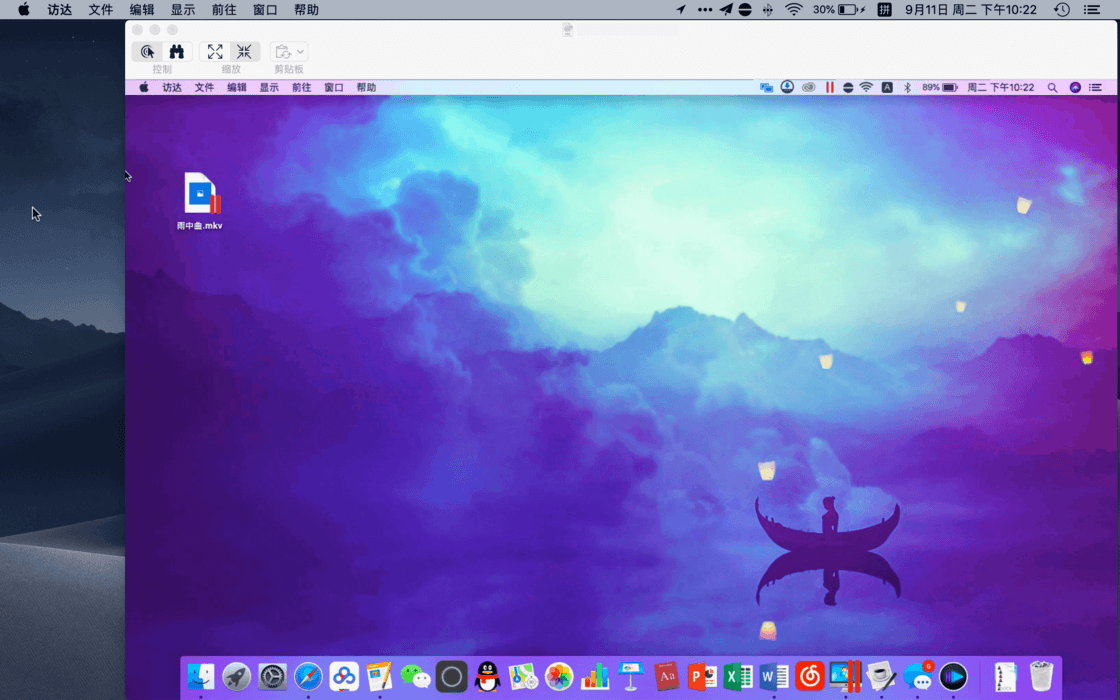 访达 文件 编辑 显示 前往 窗口 帮助 30% 拼 9月11日 周二 下午10:22
控制 缩放 剪贴板
访达 文件 编辑 显示 前往 窗口 帮助 A 89% 周二 下午10:22
雨中曲.mkv
Aa P X W 6